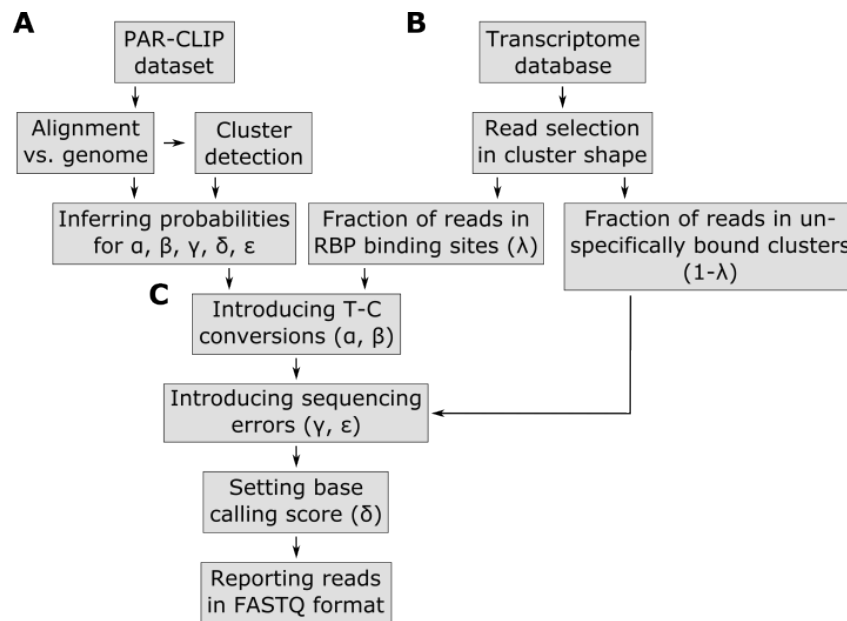 A
PAR-CLIP
dataset
Alignment
vs. genome
Cluster
detection
Inferring probabilities
for α, β, γ, δ, ε
B
Transcriptome
database
Read selection
in cluster shape
Fraction of reads in
RBP binding sites (λ)
Fraction of reads in un-
specifically bound clusters
(1-λ)
C
Introducing T-C
conversions (α, β)
Introducing sequencing
errors (γ, ε)
Setting base
calling score (δ)
Reporting reads
in FASTQ format